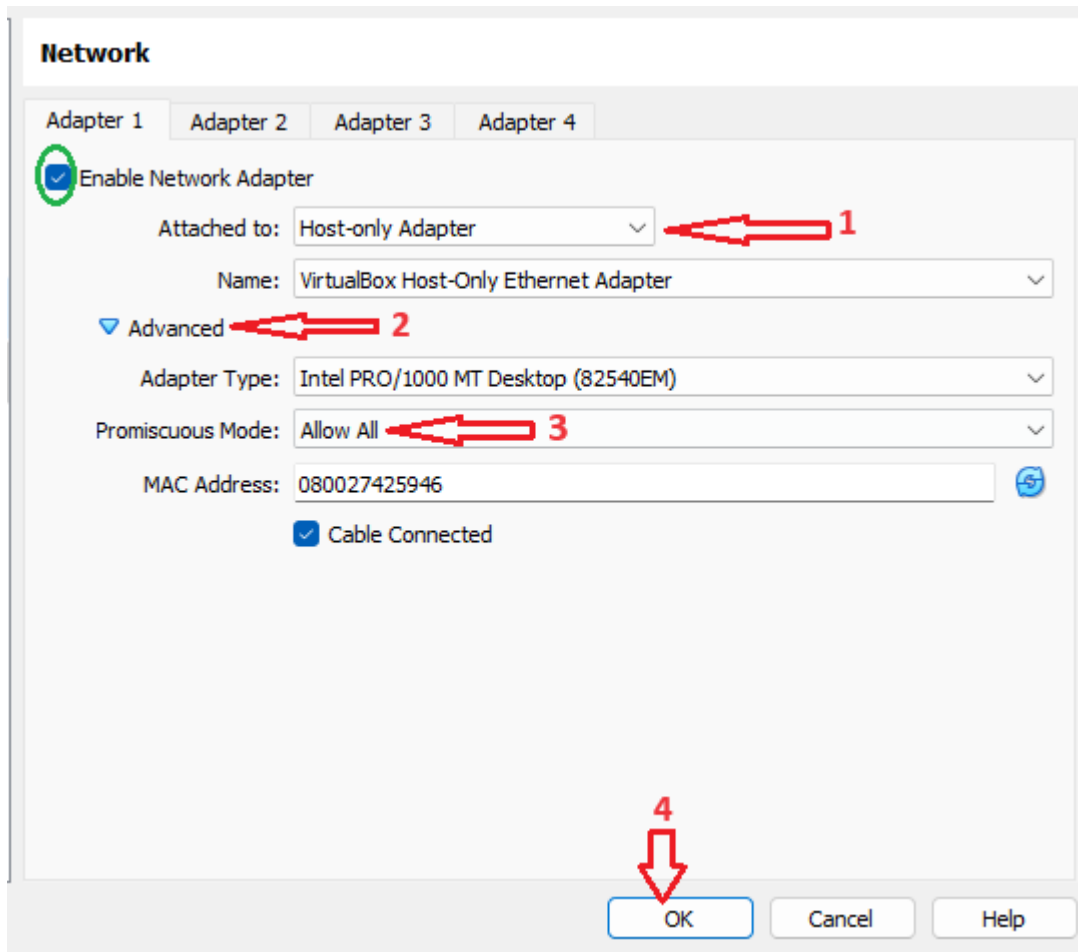 Network
Adapter 1 Adapter 2 Adapter 3 Adapter 4
Enable Network Adapter
Attached to: Host-only Adapter 1
Name: VirtualBox Host-Only Ethernet Adapter
Advanced 2
Adapter Type: Intel PRO/1000 MT Desktop (82540EM)
Promiscuous Mode: Allow All 3
MAC Address: 080027425946
Cable Connected
4
OK Cancel Help